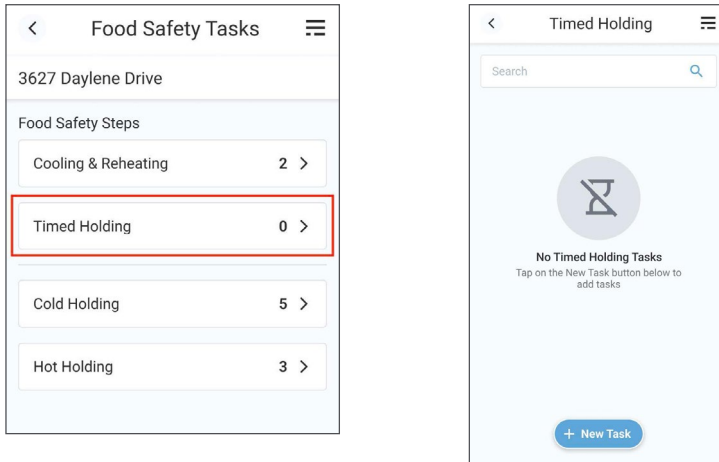 Food Safety Tasks
3627 Daylene Drive
Food Safety Steps
Cooling & Reheating 2
Timed Holding 0
Cold Holding 5
Hot Holding 3
Timed Holding
Search
No Timed Holding Tasks
Tap on the New Task button below to
add tasks
+ New Task